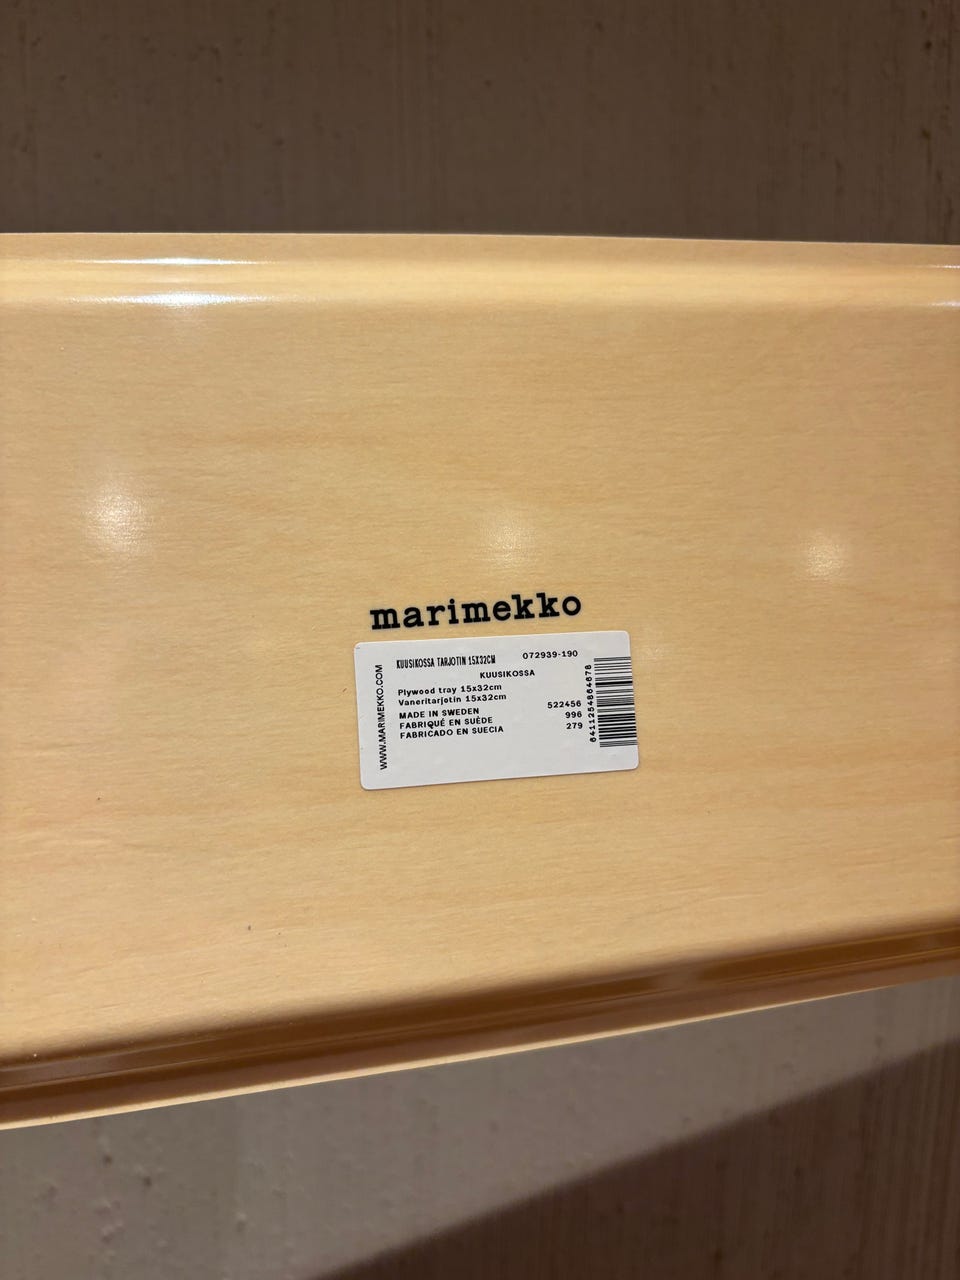 marimekko
WWW.MARIMEKKO.COM
KUUSIKOSSA TARJOTIN 15X32CM
072939-190
KUUSIKOSSA
Plywood tray 15x32cm
Vaneritarjotin 15x32cm
MADE IN SWEDEN
FABRIQUÉ EN SUÈDE
FABRICADO EN SUECIA
522456
996
279
6411254864678